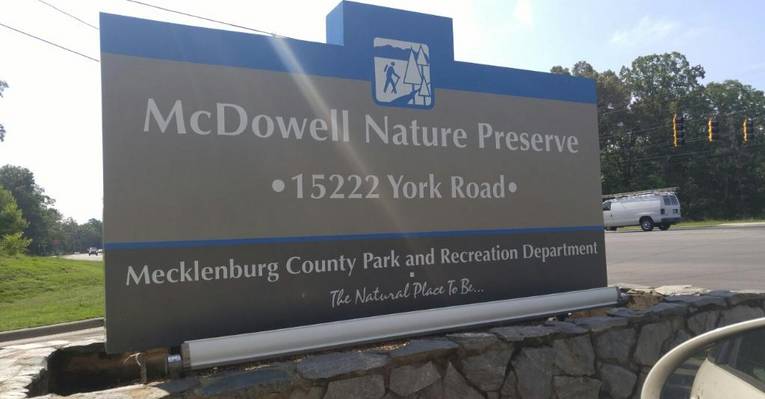 McDowell Nature Preserve
•15222 York Road•
Mecklenburg County Park and Recreation Department
•
The Natural Place To Be...